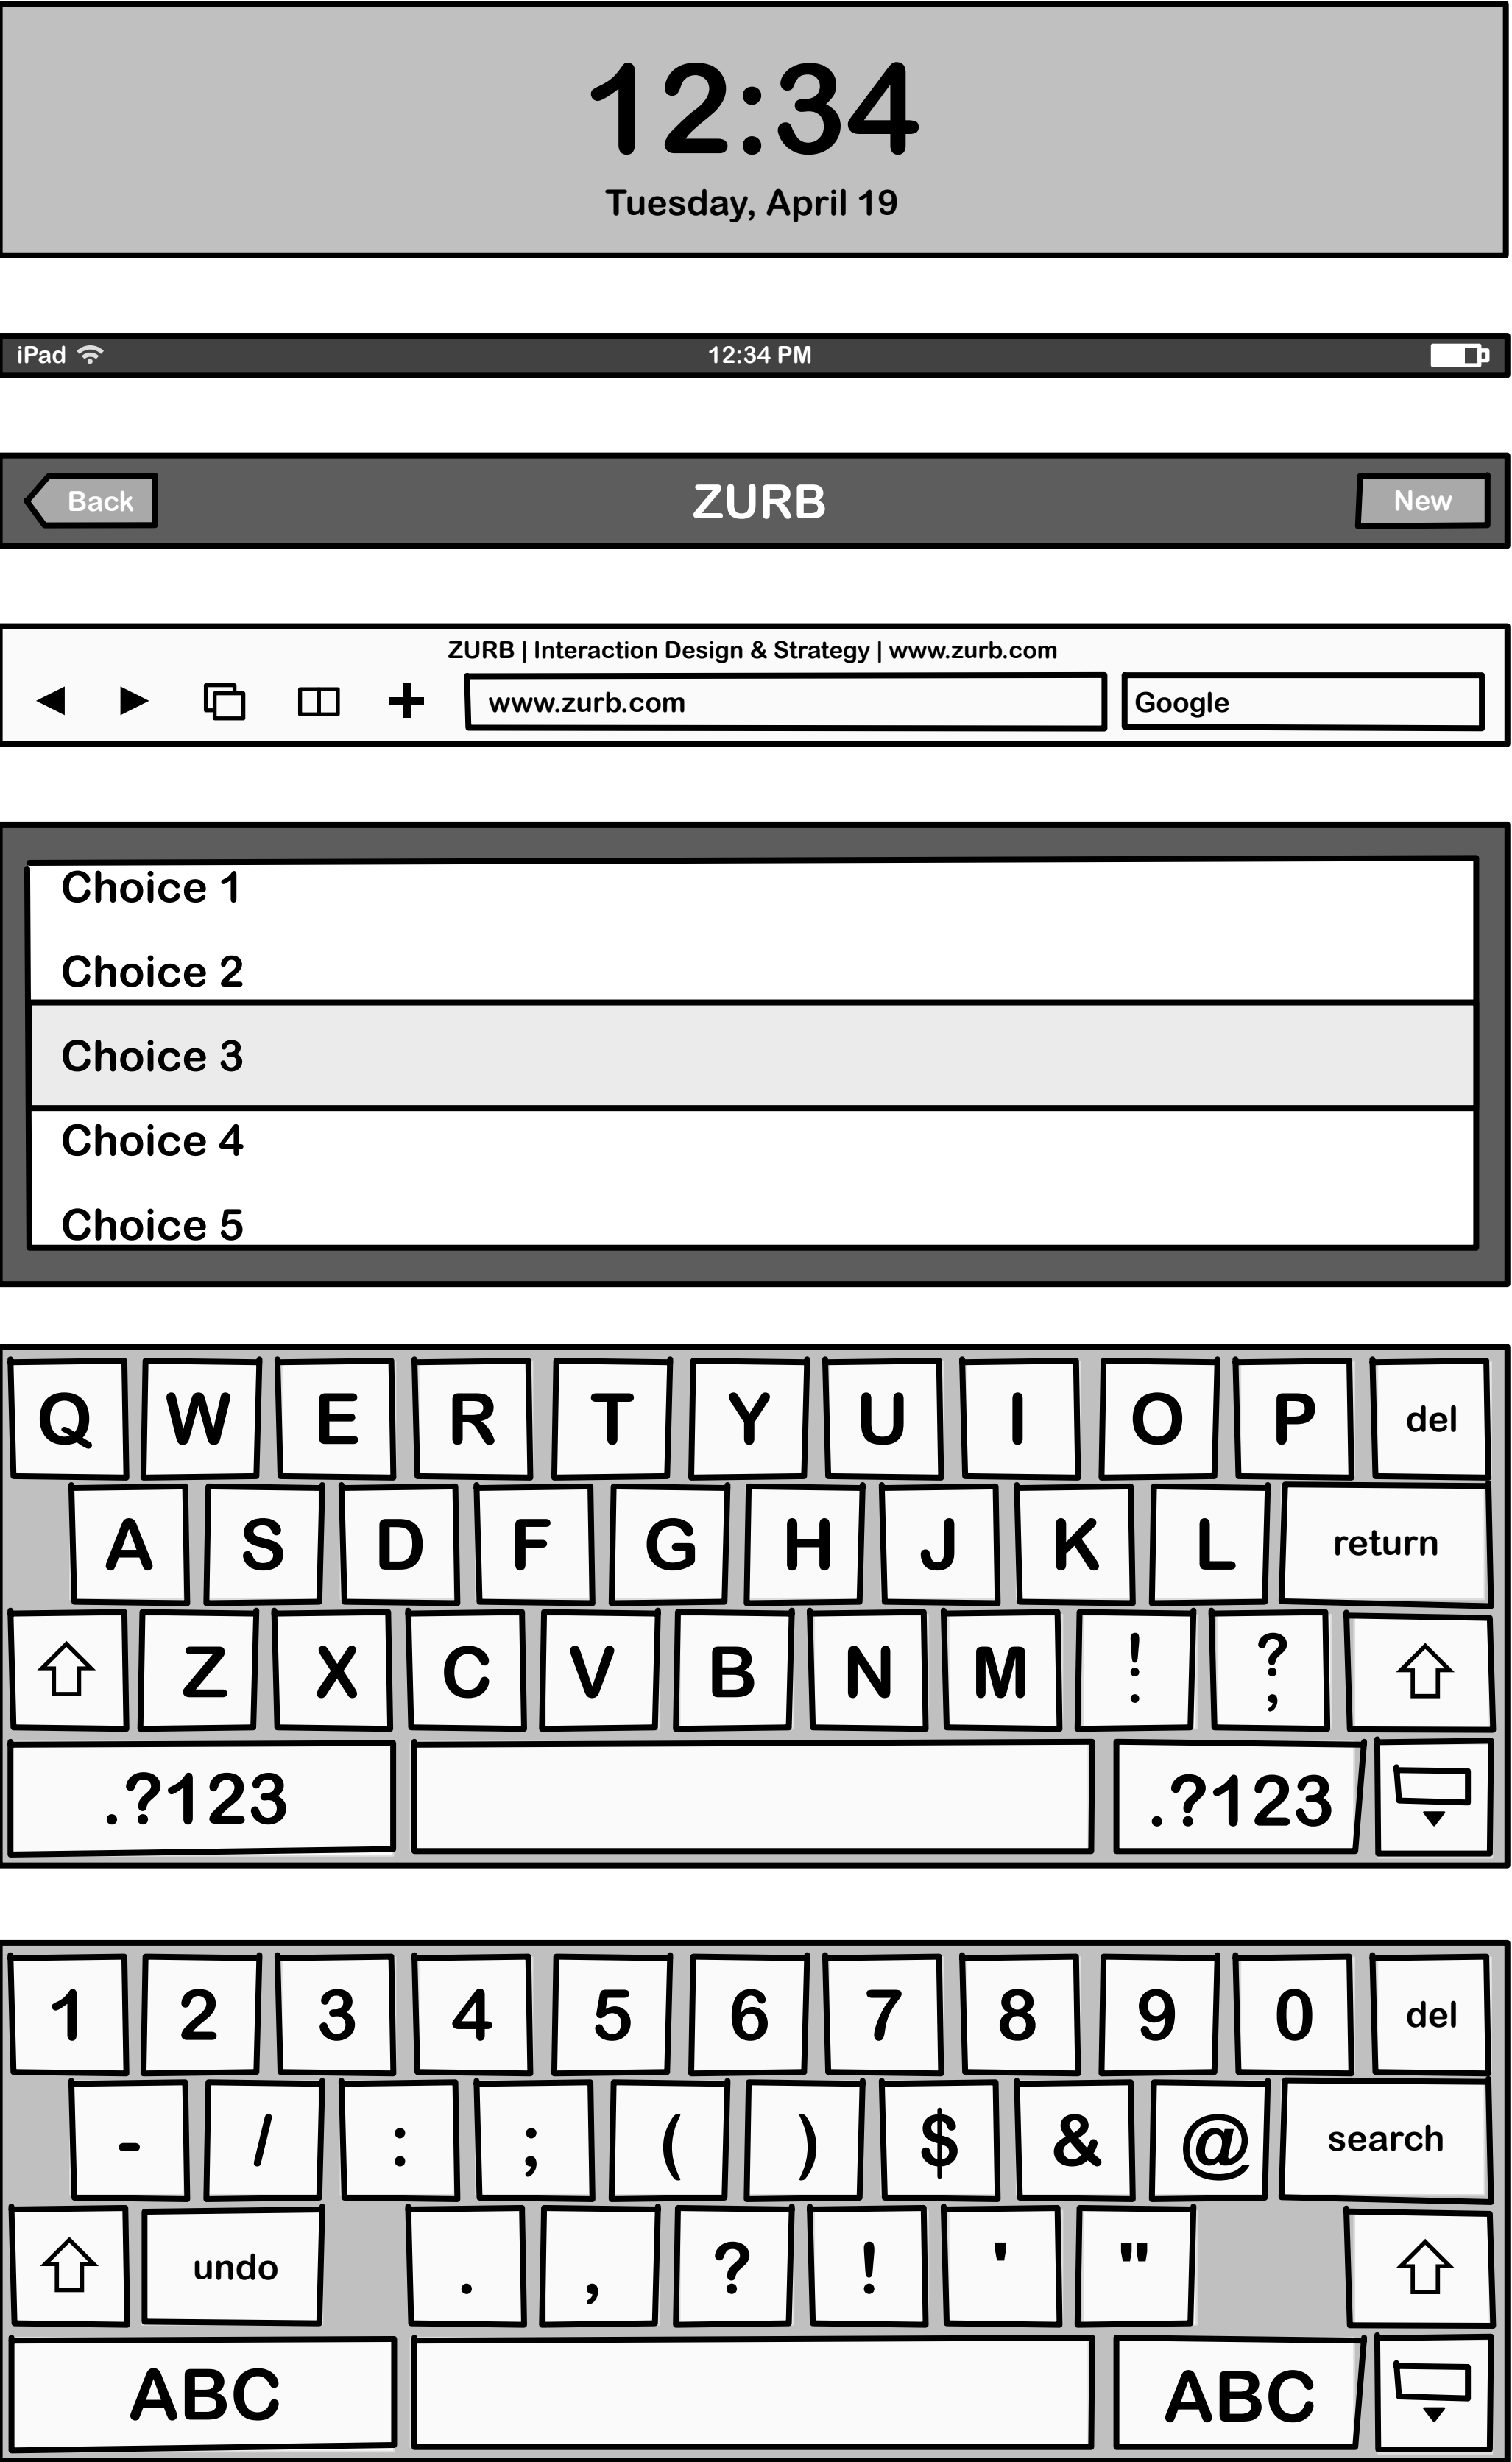 12:34
Tuesday, April 19
iPad 12:34 PM
Back ZURB New
ZURB | Interaction Design & Strategy | www.zurb.com
www.zurb.com Google
Choice 1
Choice 2
Choice 3
Choice 4
Choice 5
Q W E R T Y U I O P del
A S D F G H J K L return
Z X C V B N M ! ?
. ,
.?123 .?123
1 2 3 4 5 6 7 8 9 0 del
- / : ; ( ) $ & @ search
undo . , ? ! ' "
ABC ABC